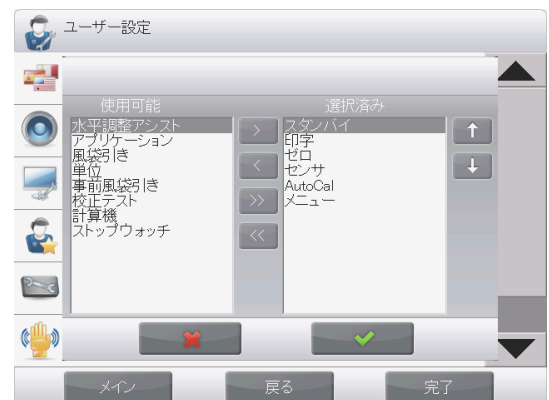 ユーザー設定
使用可能
選択済み
水平調整アシスト
アプリケーション
風袋引き
単位
事前風袋引き
校正テスト
計算機
ストップウォッチ
>
<
>>
<<
スタンバイ
印字
ゼロ
センサ
AutoCal
メニュー
↑
↓
メイン
戻る
完了